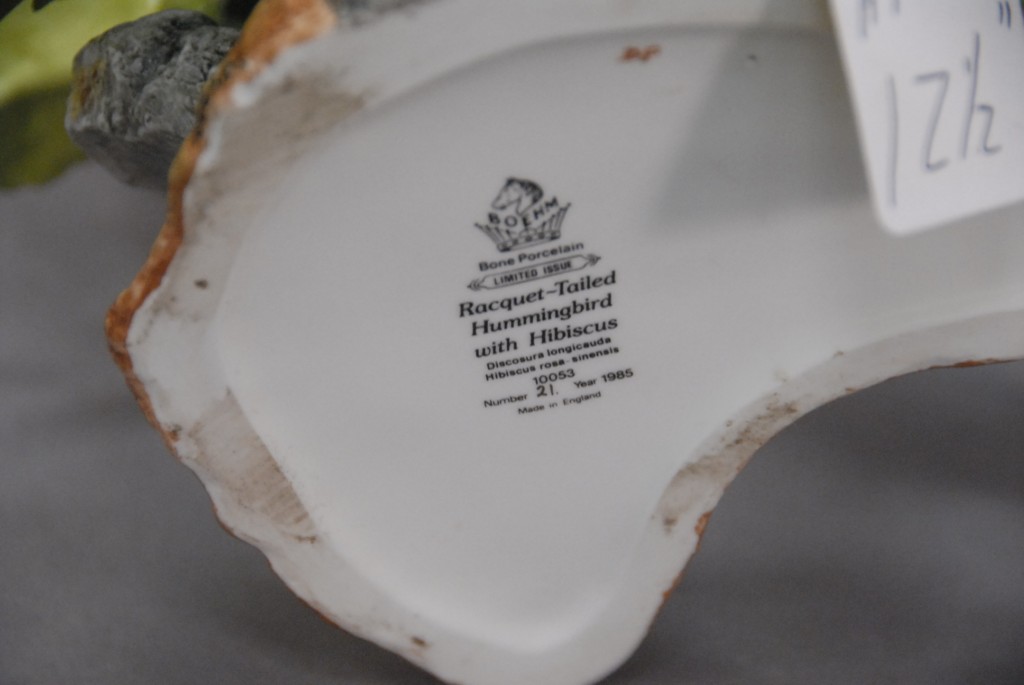 BOEHM
Bone Porcelain
LIMITED ISSUE
Racquet-Tailed
Hummingbird
with Hibiscus
Discosura longicauda
Hibiscus rosa-sinensis
10053
Number 21. Year 1985
Made in England
12½